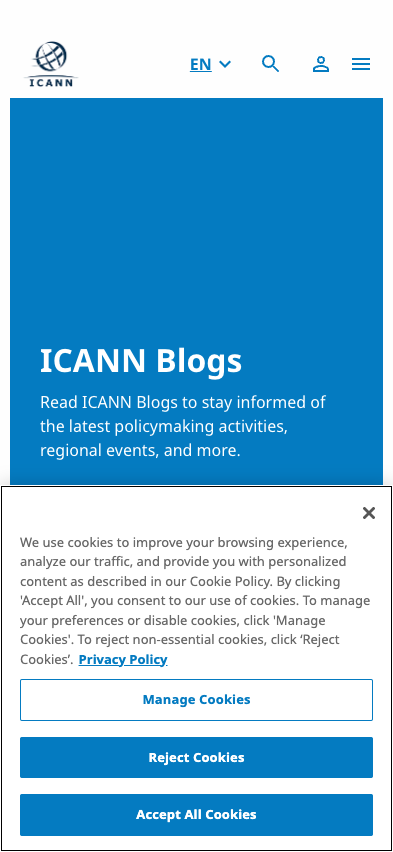 ICANN
EN
ICANN Blogs
Read ICANN Blogs to stay informed of
the latest policymaking activities,
regional events, and more.
We use cookies to improve your browsing experience,
analyze our traffic, and provide you with personalized
content as described in our Cookie Policy. By clicking
'Accept All', you consent to our use of cookies. To manage
your preferences or disable cookies, click 'Manage
Cookies'. To reject non-essential cookies, click ‘Reject
Cookies’. Privacy Policy
Manage Cookies
Reject Cookies
Accept All Cookies